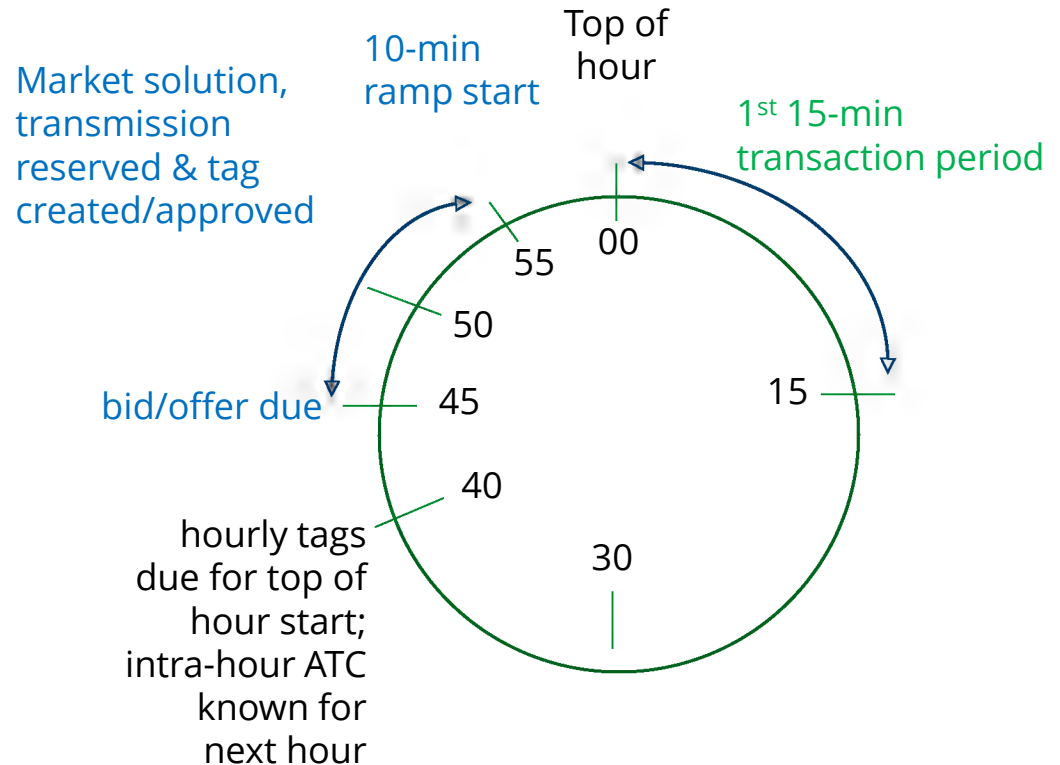 Top of
hour
10-min
ramp start
Market solution,
transmission
reserved & tag
created/approved
1st 15-min
transaction period
00
55
50
45
bid/offer due
15
40
hourly tags
due for top of
hour start;
intra-hour ATC
known for
next hour
30